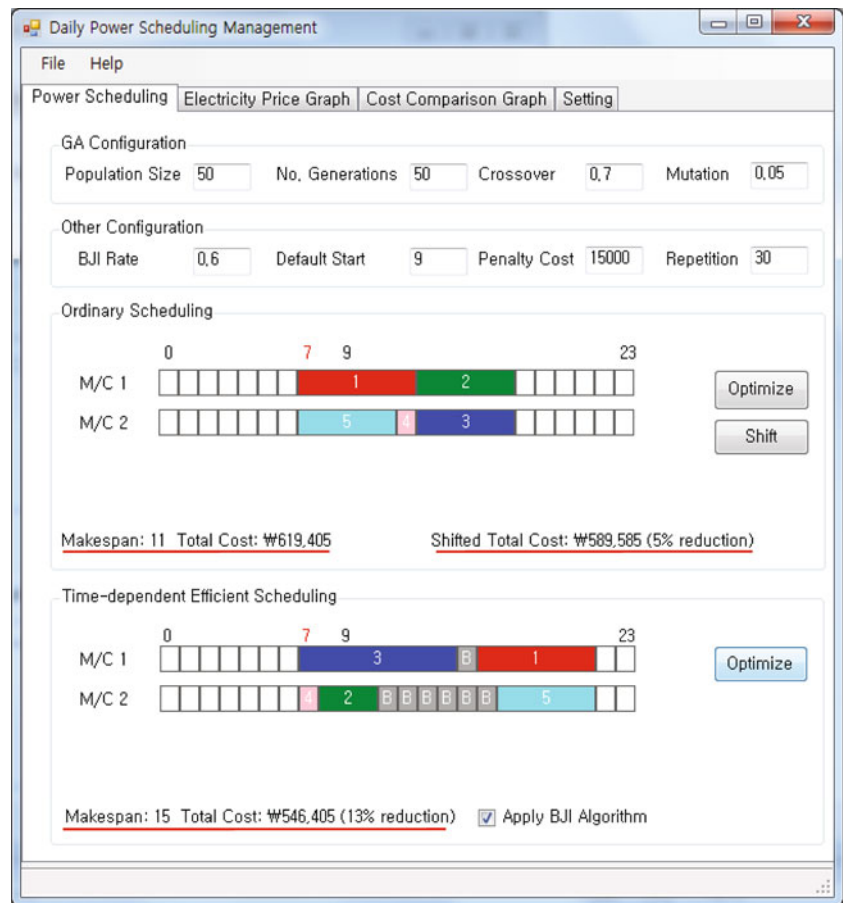 Daily Power Scheduling Management
File Help
Power Scheduling Electricity Price Graph Cost Comparison Graph Setting
GA Configuration
Population Size 50 No. Generations 50 Crossover 0.7 Mutation 0.05
Other Configuration
BJI Rate 0.6 Default Start 9 Penalty Cost 15000 Repetition 30
Ordinary Scheduling
0 7 9 23
M/C 1 1 2
Optimize
M/C 2 5 4 3
Shift
Makespan: 11 Total Cost: ₩619,405 Shifted Total Cost: ₩589,585 (5% reduction)
Time-dependent Efficient Scheduling
0 7 9 23
M/C 1 3 B 1
Optimize
M/C 2 4 2 B B B B B B 5
Makespan: 15 Total Cost: ₩546,405 (13% reduction) Apply BJI Algorithm